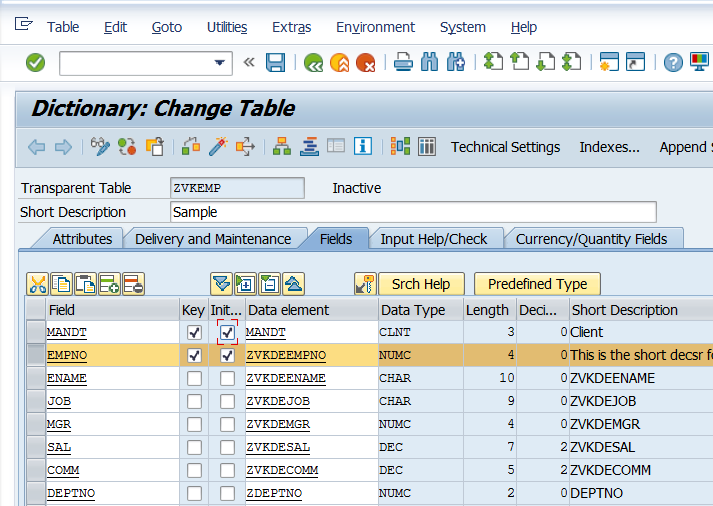 Table Edit Goto Utilities Extras Environment System Help
Dictionary: Change Table
Technical Settings Indexes... Append S
Transparent Table ZVKEMP Inactive
Short Description Sample
Attributes Delivery and Maintenance Fields Input Help/Check Currency/Quantity Fields
Srch Help Predefined Type
Field Key Init... Data element Data Type Length Deci... Short Description
MANDT MANDT CLNT 3 0 Client
EMPNO ZVKDEEMPNO NUMC 4 0 This is the short decsr fo
ENAME ZVKDEENAME CHAR 10 0 ZVKDEENAME
JOB ZVKDEJOB CHAR 9 0 ZVKDEJOB
MGR ZVKDEMGR NUMC 4 0 ZVKDEMGR
SAL ZVKDESAL DEC 7 2 ZVKDESAL
COMM ZVKDECOMM DEC 5 2 ZVKDECOMM
DEPTNO ZDEPTNO NUMC 2 0 DEPTNO